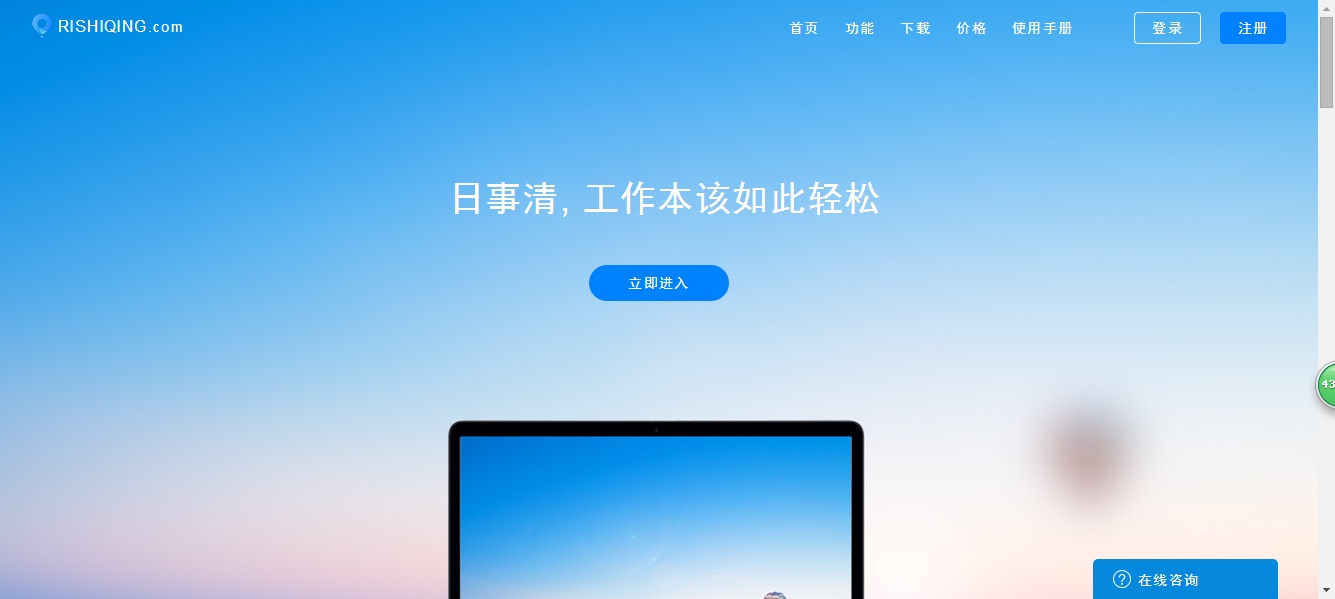 RISHIQING.com
首页 功能 下载 价格 使用手册 登录 注册
日事清, 工作本该如此轻松
立即进入
43
在线咨询